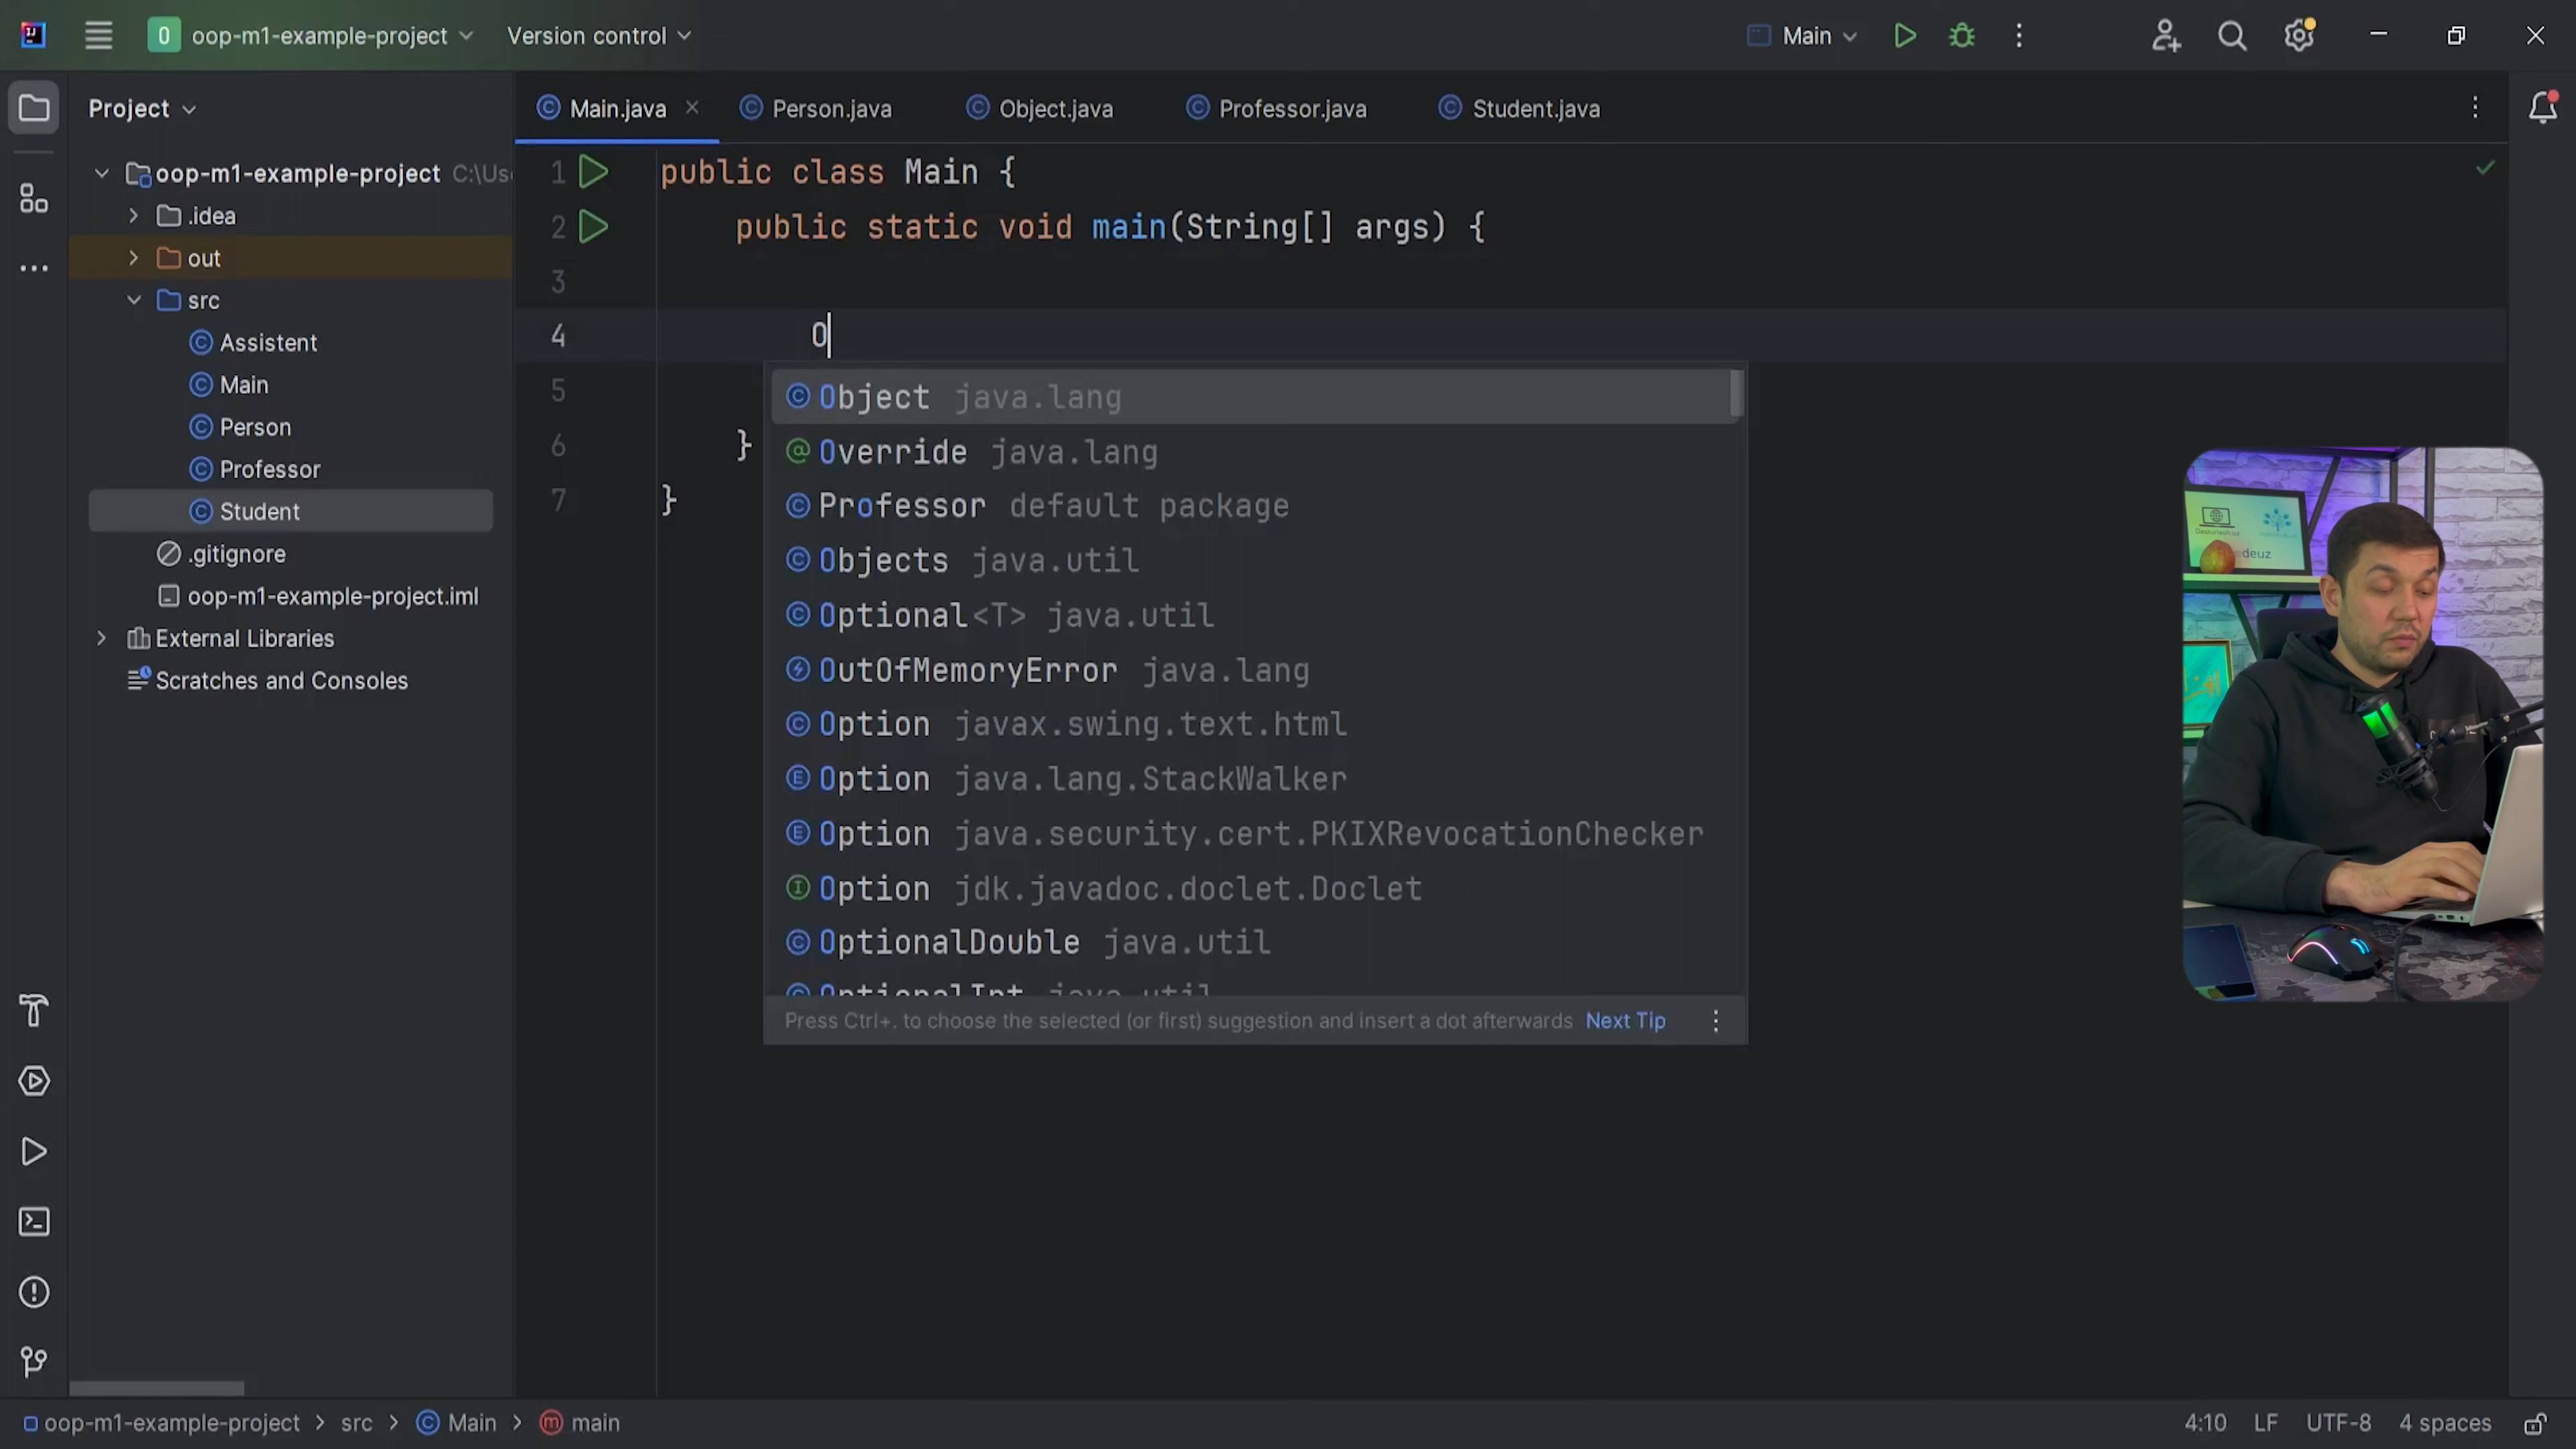 oop-m1-example-project
Version control
Main
Project
Main.java
Person.java
Object.java
Professor.java
Student.java
oop-m1-example-project C:\Use
.idea
out
src
Assistent
Main
Person
Professor
Student
.gitignore
oop-m1-example-project.iml
External Libraries
Scratches and Consoles
1 public class Main {
2 public static void main(String[] args) {
3
4 O
5
6 }
7 }
Object java.lang
Override java.lang
Professor default package
Objects java.util
Optional<T> java.util
OutOfMemoryError java.lang
Option javax.swing.text.html
Option java.lang.StackWalker
Option java.security.cert.PKIXRevocationChecker
Option jdk.javadoc.doclet.Doclet
OptionalDouble java.util
OptionalInt java.util
Press Ctrl+. to choose the selected (or first) suggestion and insert a dot afterwards Next Tip
oop-m1-example-project > src > Main > main
4:10 LF UTF-8 4 spaces